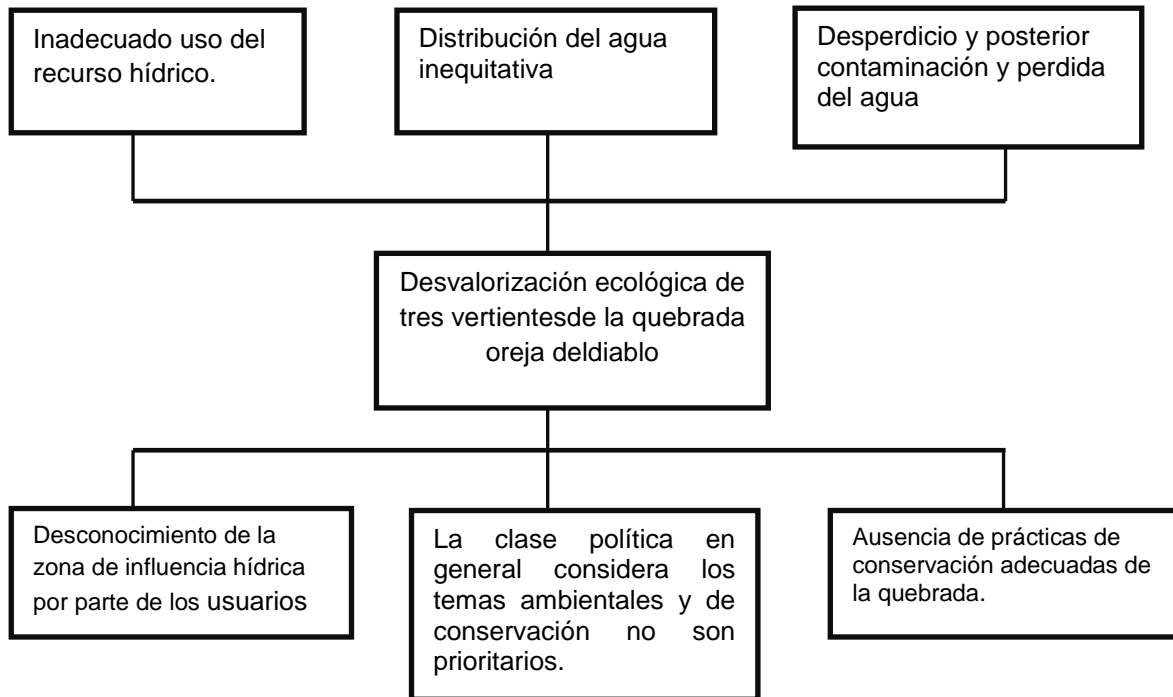 Inadecuado uso del
recurso hídrico.
Distribución del agua
inequitativa
Desperdicio y posterior
contaminación y perdida
del agua
Desvalorización ecológica de
tres vertientesde la quebrada
oreja deldiablo
Desconocimiento de la
zona de influencia hídrica
por parte de los usuarios
La clase política en
general considera los
temas ambientales y de
conservación no son
prioritarios.
Ausencia de prácticas de
conservación adecuadas de
la quebrada.